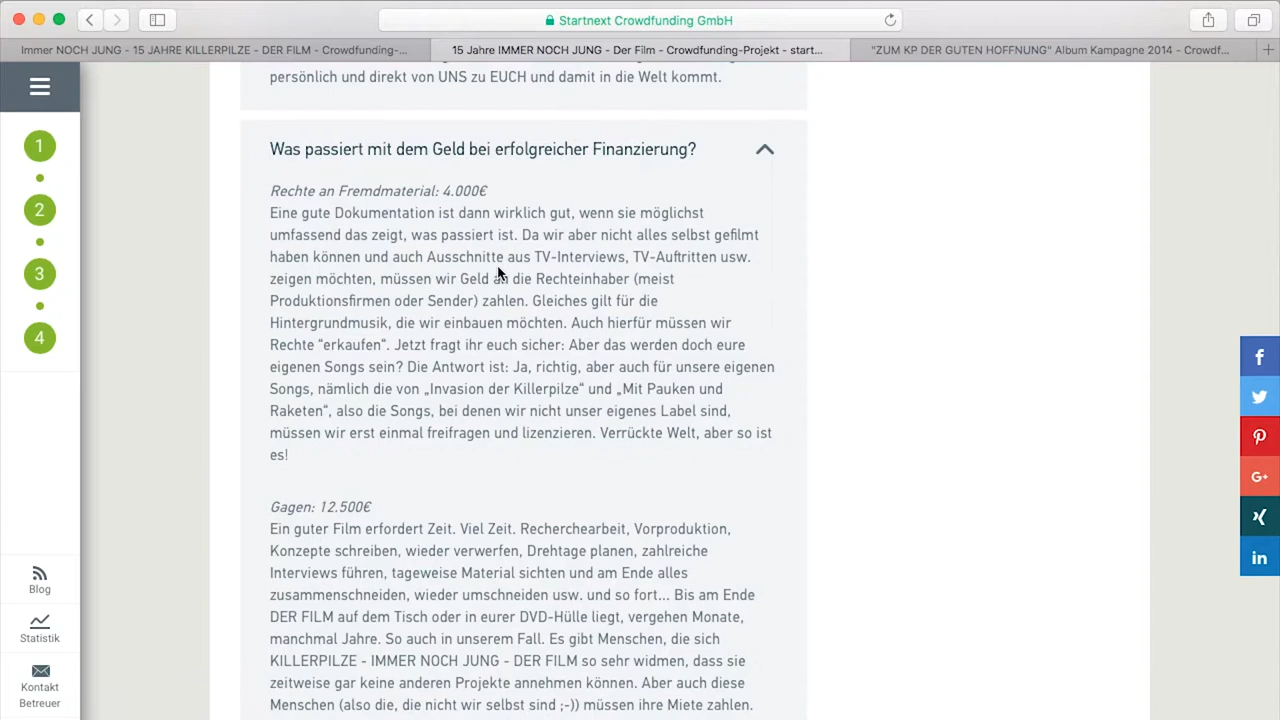 Startnext Crowdfunding GmbH
Immer NOCH JUNG - 15 JAHRE KILLERPILZE - DER FILM - Crowdfunding-...
15 Jahre IMMER NOCH JUNG - Der Film - Crowdfunding-Projekt - start...
"ZUM KP DER GUTEN HOFFNUNG" Album Kampagne 2014 - Crowdf...
persönlich und direkt von UNS zu EUCH und damit in die Welt kommt.
Was passiert mit dem Geld bei erfolgreicher Finanzierung?
Rechte an Fremdmaterial: 4.000€
Eine gute Dokumentation ist dann wirklich gut, wenn sie möglichst
umfassend das zeigt, was passiert ist. Da wir aber nicht alles selbst gefilmt
haben können und auch Ausschnitte aus TV-Interviews, TV-Auftritten usw.
zeigen möchten, müssen wir Geld an die Rechteinhaber (meist
Produktionsfirmen oder Sender) zahlen. Gleiches gilt für die
Hintergrundmusik, die wir einbauen möchten. Auch hierfür müssen wir
Rechte “erkaufen“. Jetzt fragt ihr euch sicher: Aber das werden doch eure
eigenen Songs sein? Die Antwort ist: Ja, richtig, aber auch für unsere eigenen
Songs, nämlich die von „Invasion der Killerpilze“ und „Mit Pauken und
Raketen“, also die Songs, bei denen wir nicht unser eigenes Label sind,
müssen wir erst einmal freifragen und lizenzieren. Verrückte Welt, aber so ist
es!
Gagen: 12.500€
Ein guter Film erfordert Zeit. Viel Zeit. Recherchearbeit, Vorproduktion,
Konzepte schreiben, wieder verwerfen, Drehtage planen, zahlreiche
Interviews führen, tageweise Material sichten und am Ende alles
zusammenschneiden, wieder umschneiden usw. und so fort... Bis am Ende
DER FILM auf dem Tisch oder in eurer DVD-Hülle liegt, vergehen Monate,
manchmal Jahre. So auch in unserem Fall. Es gibt Menschen, die sich
KILLERPILZE - IMMER NOCH JUNG - DER FILM so sehr widmen, dass sie
zeitweise gar keine anderen Projekte annehmen können. Aber auch diese
Menschen (also die, die nicht wir selbst sind ;-)) müssen ihre Miete zahlen.
1
2
3
4
Blog
Statistik
Kontakt
Betreuer
G+
in